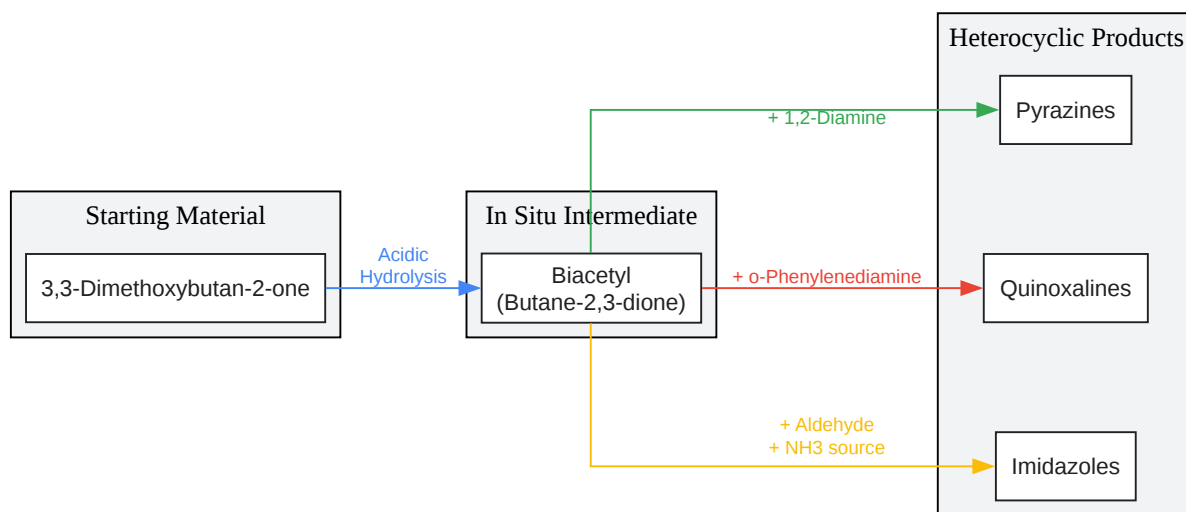 Heterocyclic Products
Pyrazines
+ 1,2-Diamine
Starting Material
In Situ Intermediate
3,3-Dimethoxybutan-2-one
Acidic
Hydrolysis
Biacetyl
(Butane-2,3-dione)
+ o-Phenylenediamine
Quinoxalines
+ Aldehyde
+ NH3 source
Imidazoles